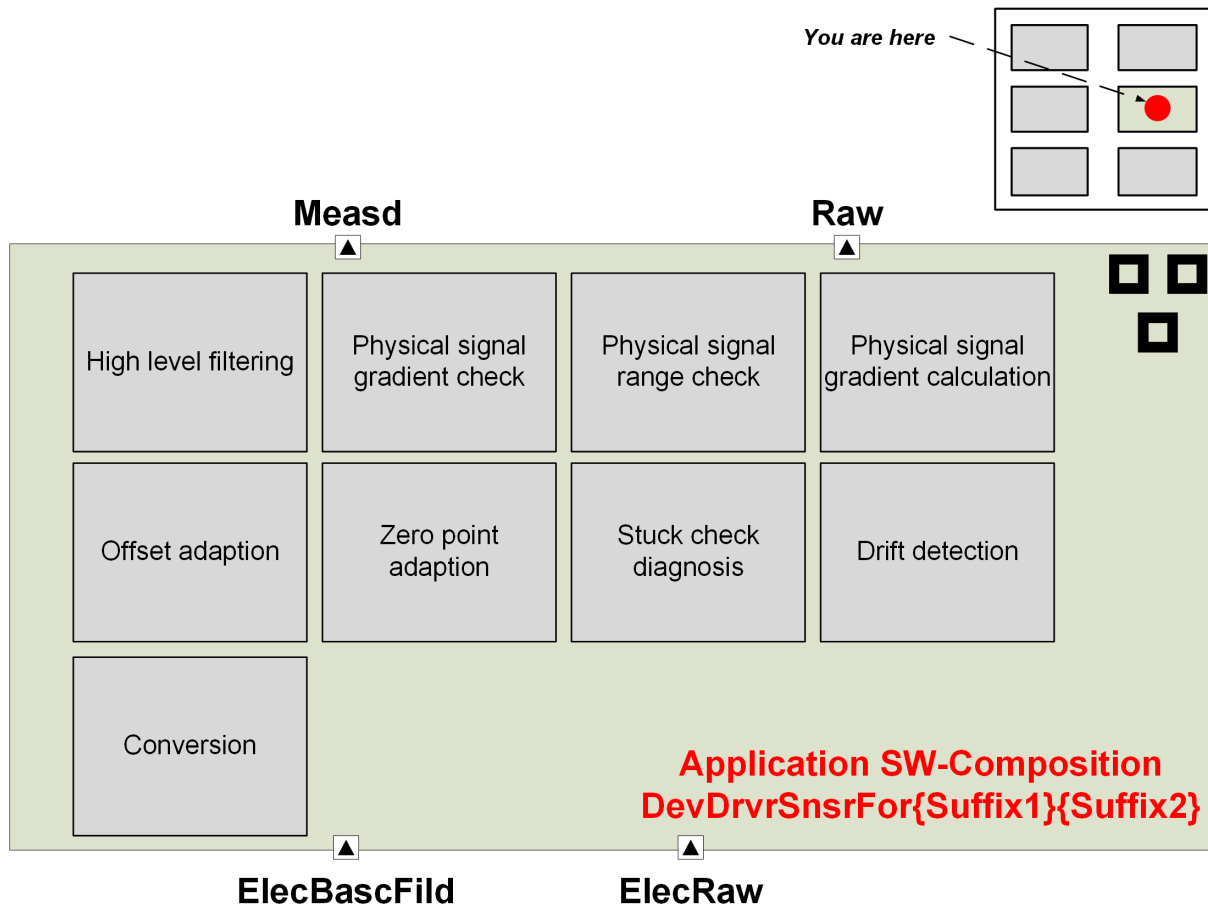 You are here
Measd
Raw
High level filtering
Physical signal
gradient check
Physical signal
range check
Physical signal
gradient calculation
Offset adaption
Zero point
adaption
Stuck check
diagnosis
Drift detection
Conversion
Application SW-Composition
DevDrvrSnsrFor{Suffix1}{Suffix2}
ElecBascFild
ElecRaw